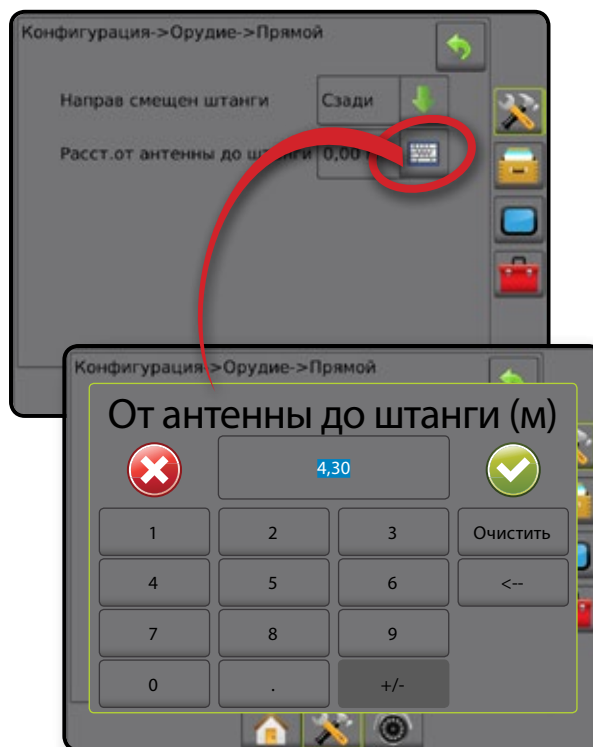 Конфигурация->Орудие->Прямой
Направ смещен штанги Сзади
Расст.от антенны до штанги 0,00
Конфигурация->Орудие->Прямой
От антенны до штанги (м)
4,30
1 2 3 Очистить
4 5 6 <--
7 8 9
0 . +/-